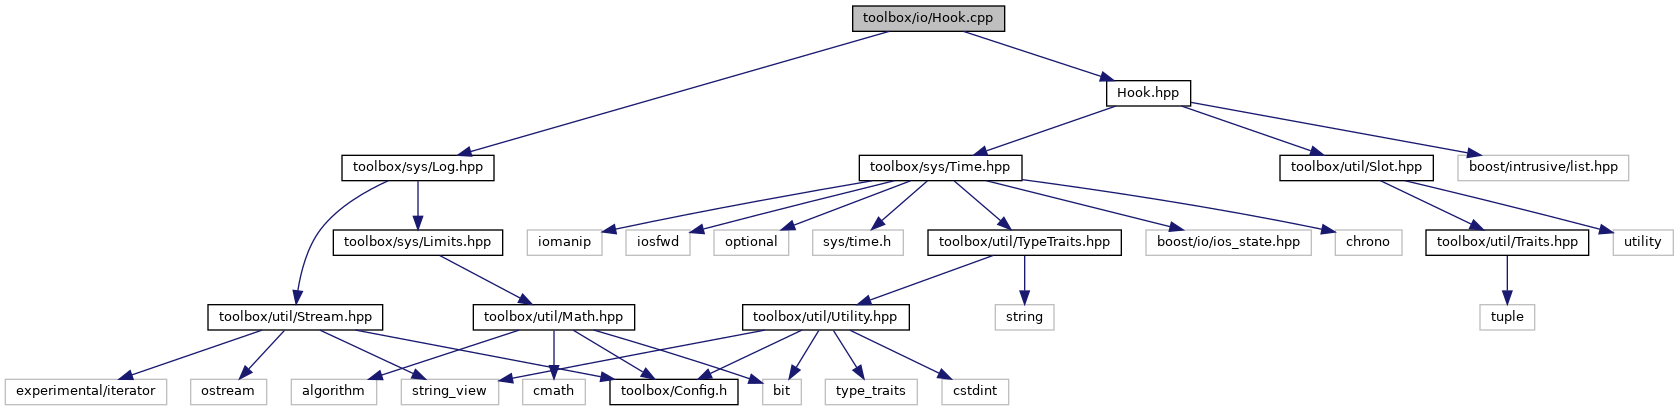 toolbox/io/Hook.cpp
Hook.hpp
toolbox/sys/Log.hpp
toolbox/sys/Time.hpp
toolbox/util/Slot.hpp
boost/intrusive/list.hpp
toolbox/sys/Limits.hpp
iomanip
iosfwd
optional
sys/time.h
toolbox/util/TypeTraits.hpp
boost/io/ios_state.hpp
chrono
toolbox/util/Traits.hpp
utility
toolbox/util/Stream.hpp
toolbox/util/Math.hpp
toolbox/util/Utility.hpp
string
tuple
experimental/iterator
ostream
algorithm
string_view
cmath
toolbox/Config.h
bit
type_traits
cstdint